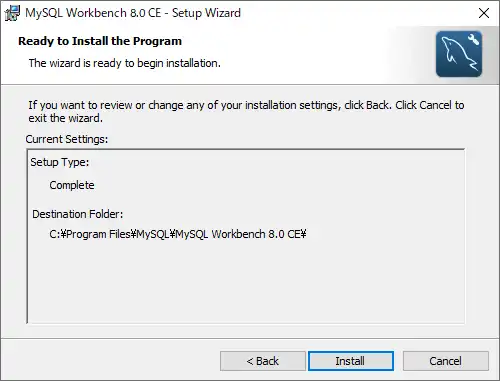 MySQL Workbench 8.0 CE - Setup Wizard
Ready to Install the Program
The wizard is ready to begin installation.
If you want to review or change any of your installation settings, click Back. Click Cancel to
exit the wizard.
Current Settings:
Setup Type:
Complete
Destination Folder:
C:¥Program Files¥MySQL¥MySQL Workbench 8.0 CE¥
< Back
Install
Cancel